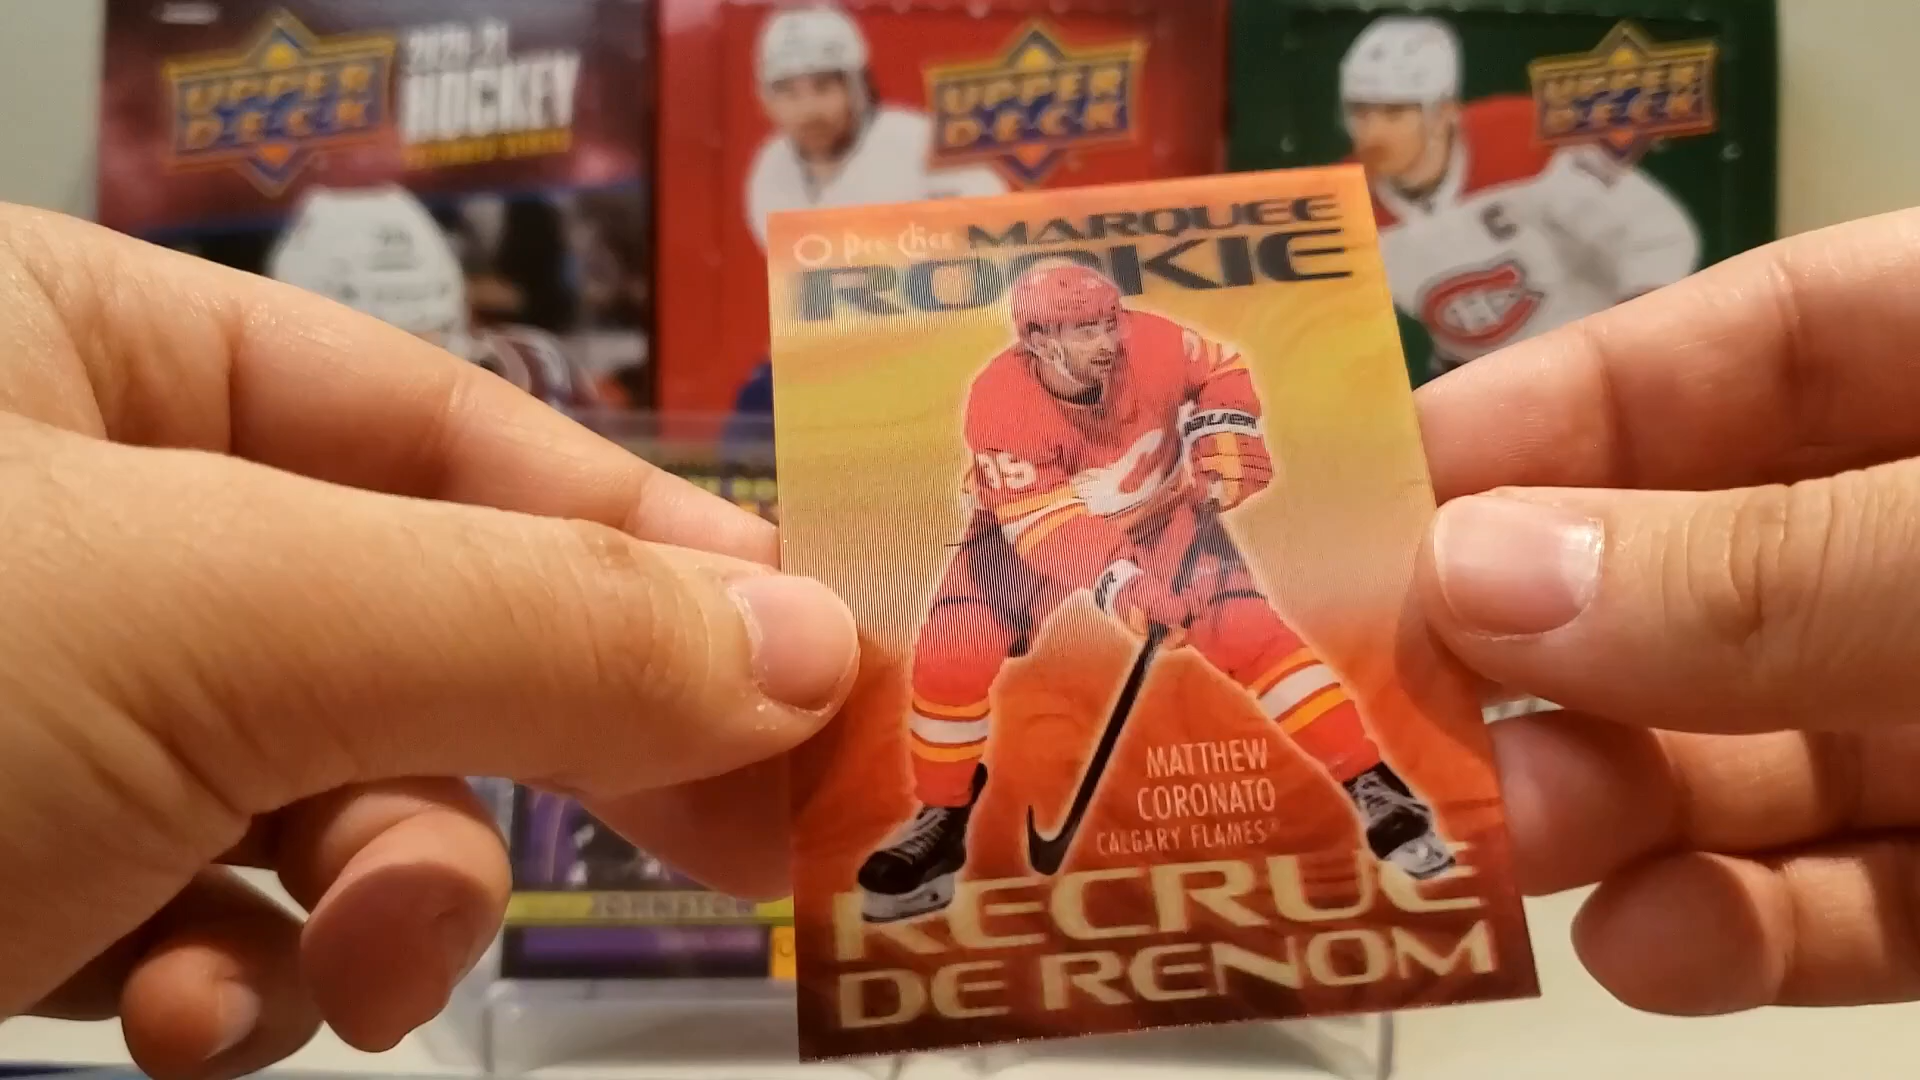 UPPER DECK
2020-21
HOCKEY
UPPER DECK
UPPER DECK
C
O Pee Chee MARQUEE
ROOKIE
BAUER
MATTHEW
CORONATO
CALGARY FLAMES
RECRUE
DE RENOM
JOHNSTON